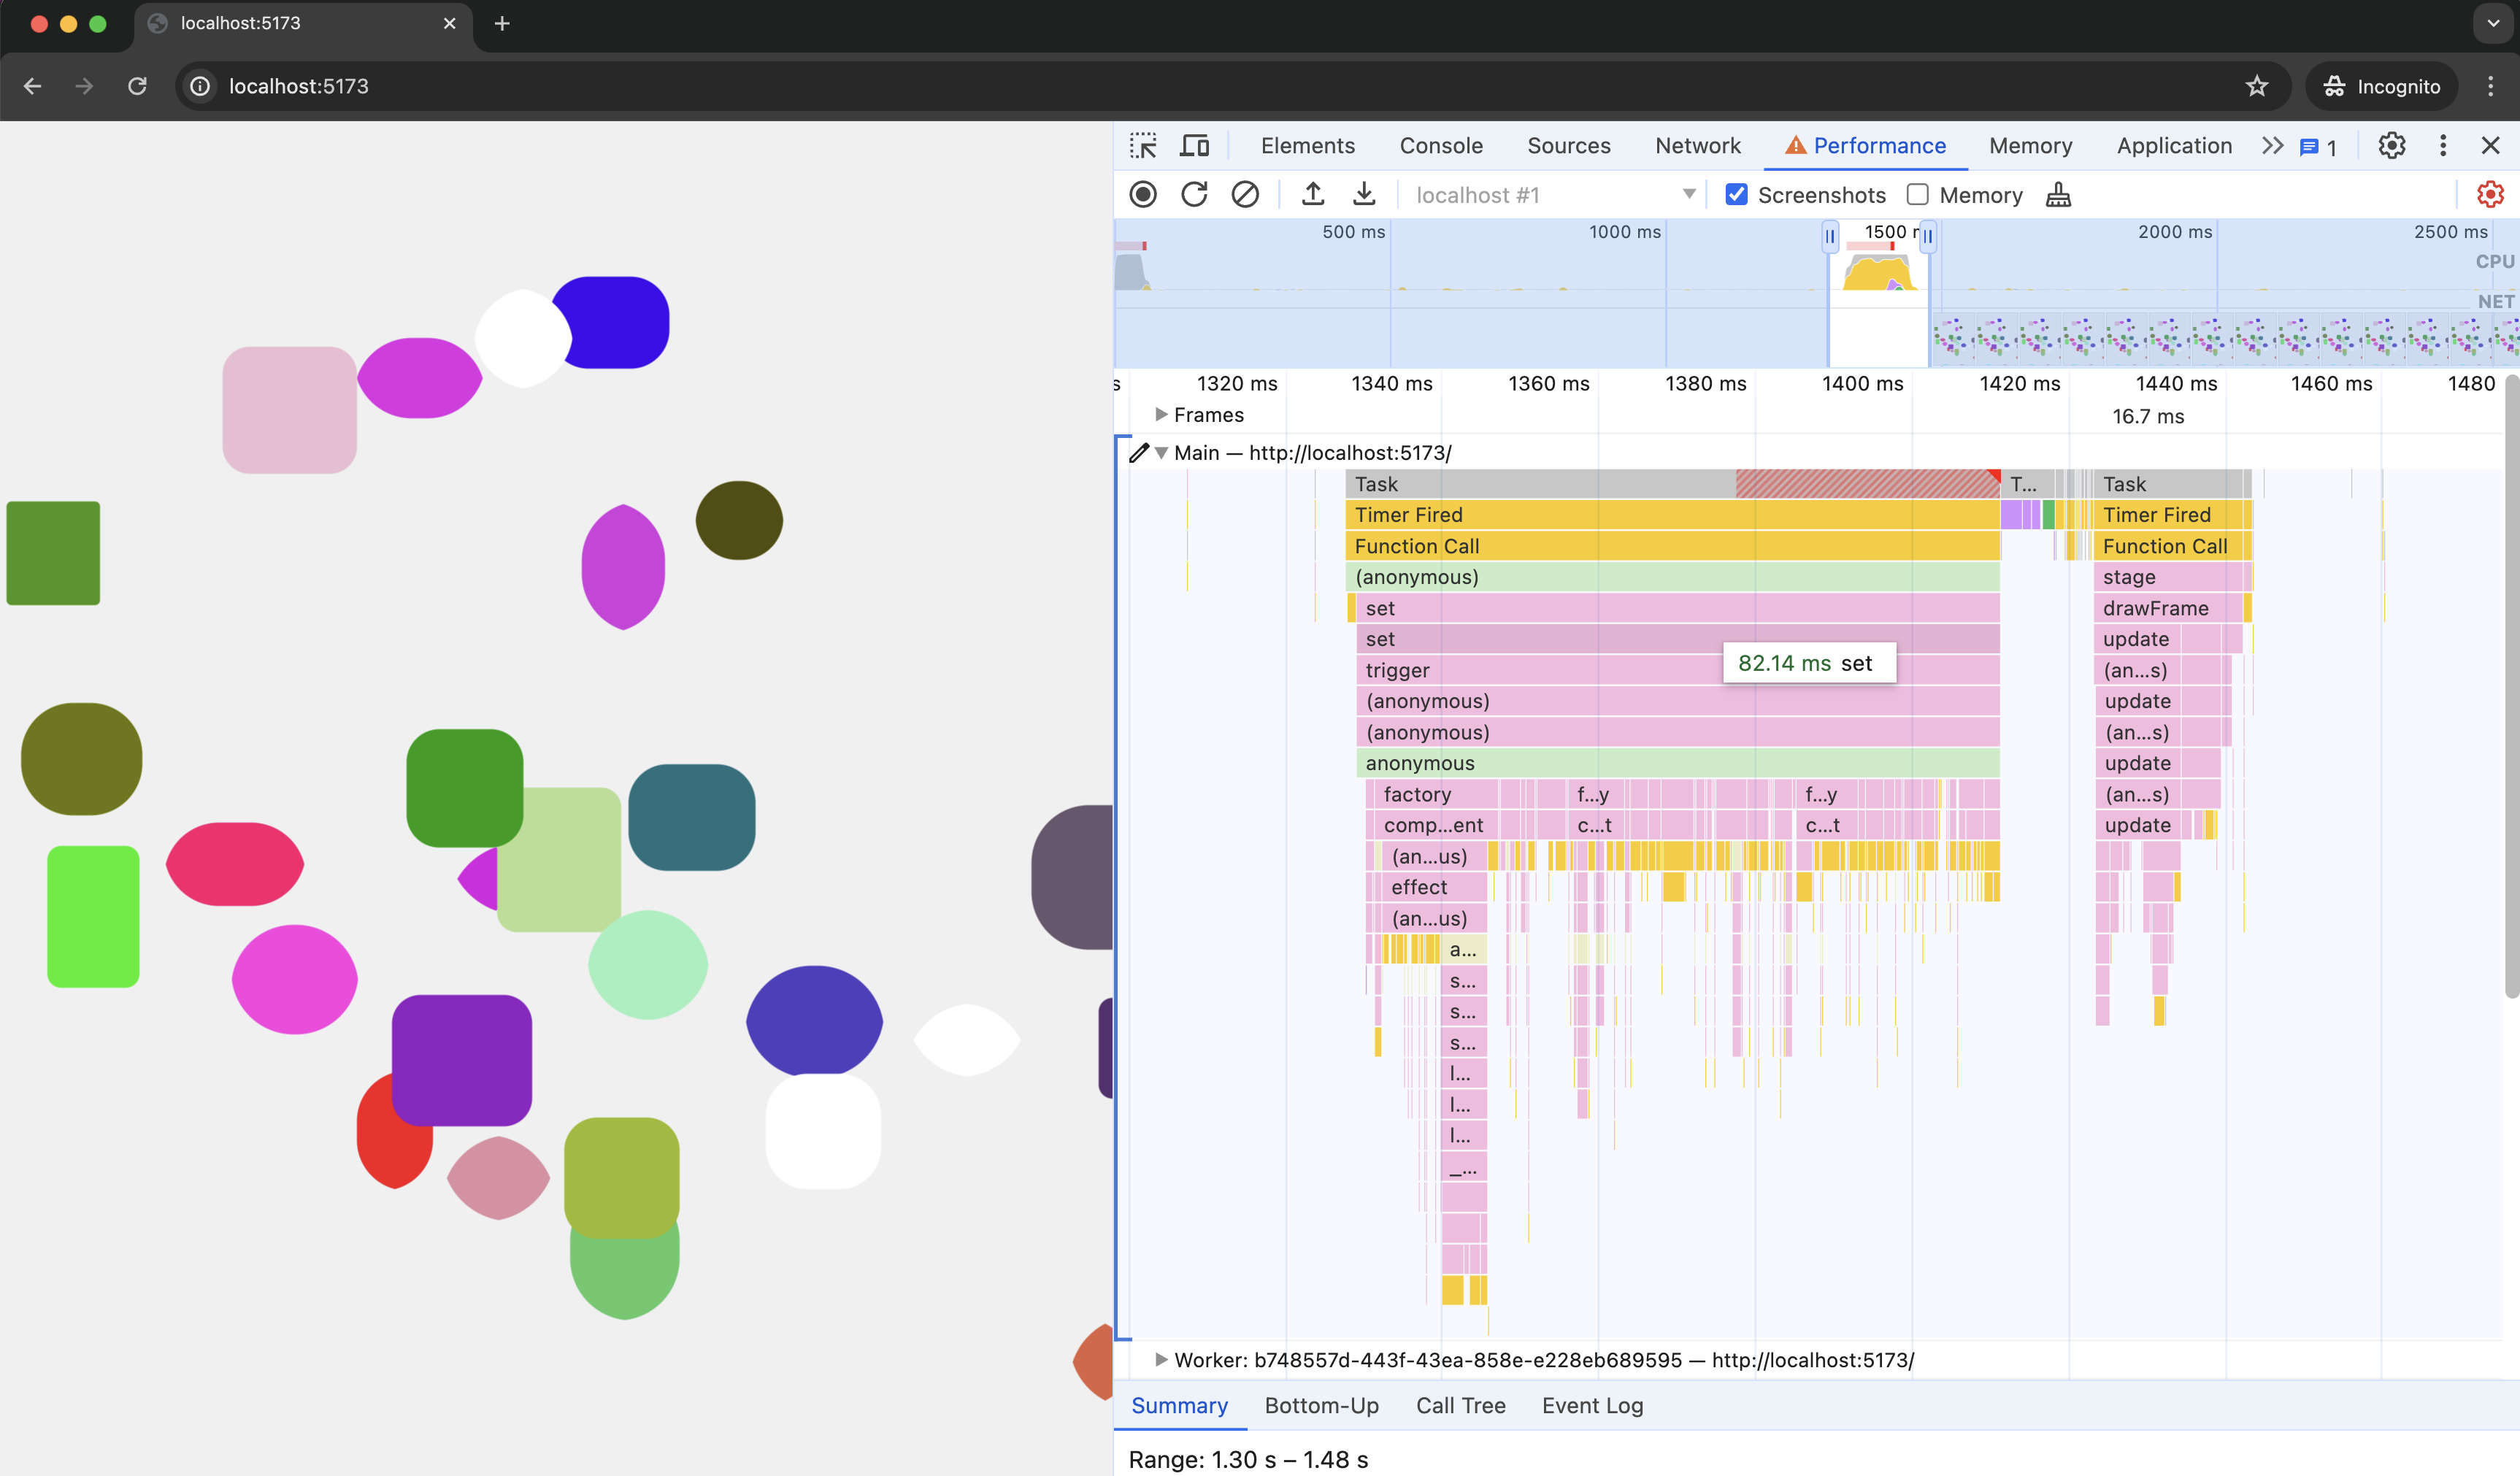 localhost:5173
localhost:5173
Incognito
Elements Console Sources Network Performance Memory Application 1
localhost #1 Screenshots Memory
500 ms 1000 ms 1500 m 2000 ms 2500 ms
CPU
NET
s 1320 ms 1340 ms 1360 ms 1380 ms 1400 ms 1420 ms 1440 ms 1460 ms 1480
Frames 16.7 ms
Main — http://localhost:5173/
Task T... Task
Timer Fired Timer Fired
Function Call Function Call
(anonymous) stage
set drawFrame
set update
82.14 ms set
trigger (an...s)
(anonymous) update
(anonymous) (an...s)
anonymous update
factory f...y f...y (an...s)
comp...ent c...t c...t update
(an...us)
effect
(an...us)
a...
s...
s...
s...
l...
l...
l...
_...
Worker: b748557d-443f-43ea-858e-e228eb689595 — http://localhost:5173/
Summary Bottom-Up Call Tree Event Log
Range: 1.30 s – 1.48 s